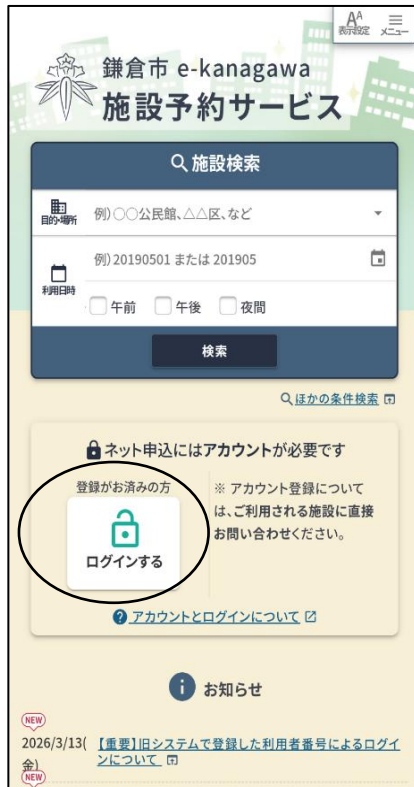 AA
表示設定
メニュー
鎌倉市 e-kanagawa
施設予約サービス
施設検索
目的・場所
例)○○公民館、△△区、など
利用日時
例)20190501 または 201905
午前
午後
夜間
検索
ほかの条件検索
ネット申込にはアカウントが必要です
登録がお済みの方
ログインする
※ アカウント登録について
は、ご利用される施設に直接
お問い合わせください。
? アカウントとログインについて
i お知らせ
NEW
2026/3/13(
金)
【重要】旧システムで登録した利用者番号によるログイ
ンについて
NEW